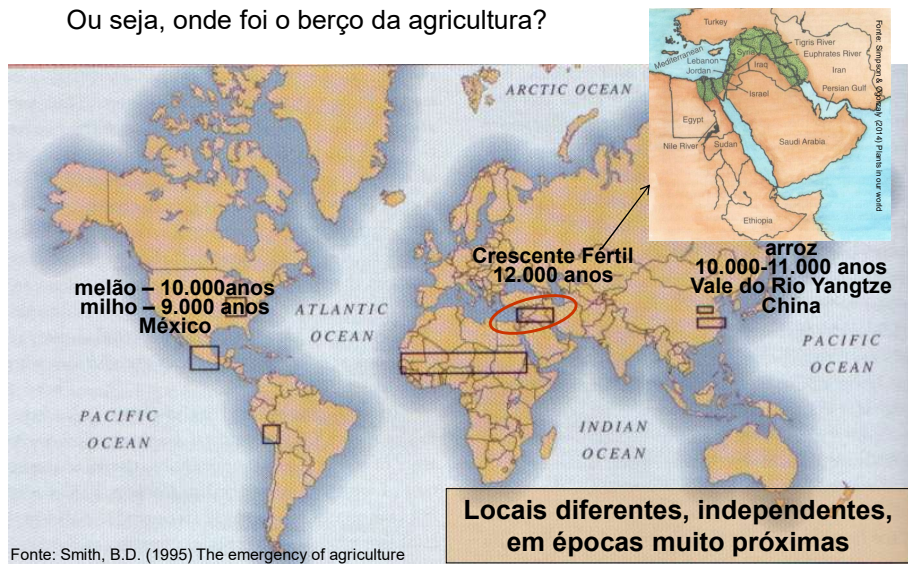 Ou seja, onde foi o berço da agricultura?
Turkey
Mediterranean
Syria
Tigris River
Euphrates River
Lebanon
Jordan
Iraq
Iran
Israel
Persian Gulf
Egypt
Nile River
Sudan
Saudi Arabia
Ethiopia
Fonte: Simpson & Ogorzaly (2014) Plants in our world
ARCTIC OCEAN
Crescente Fértil
12.000 anos
arroz
10.000-11.000 anos
Vale do Rio Yangtze
China
melão – 10.000anos
milho – 9.000 anos
México
ATLANTIC
OCEAN
PACIFIC
OCEAN
PACIFIC
OCEAN
INDIAN
OCEAN
Locais diferentes, independentes,
em épocas muito próximas
Fonte: Smith, B.D. (1995) The emergency of agriculture